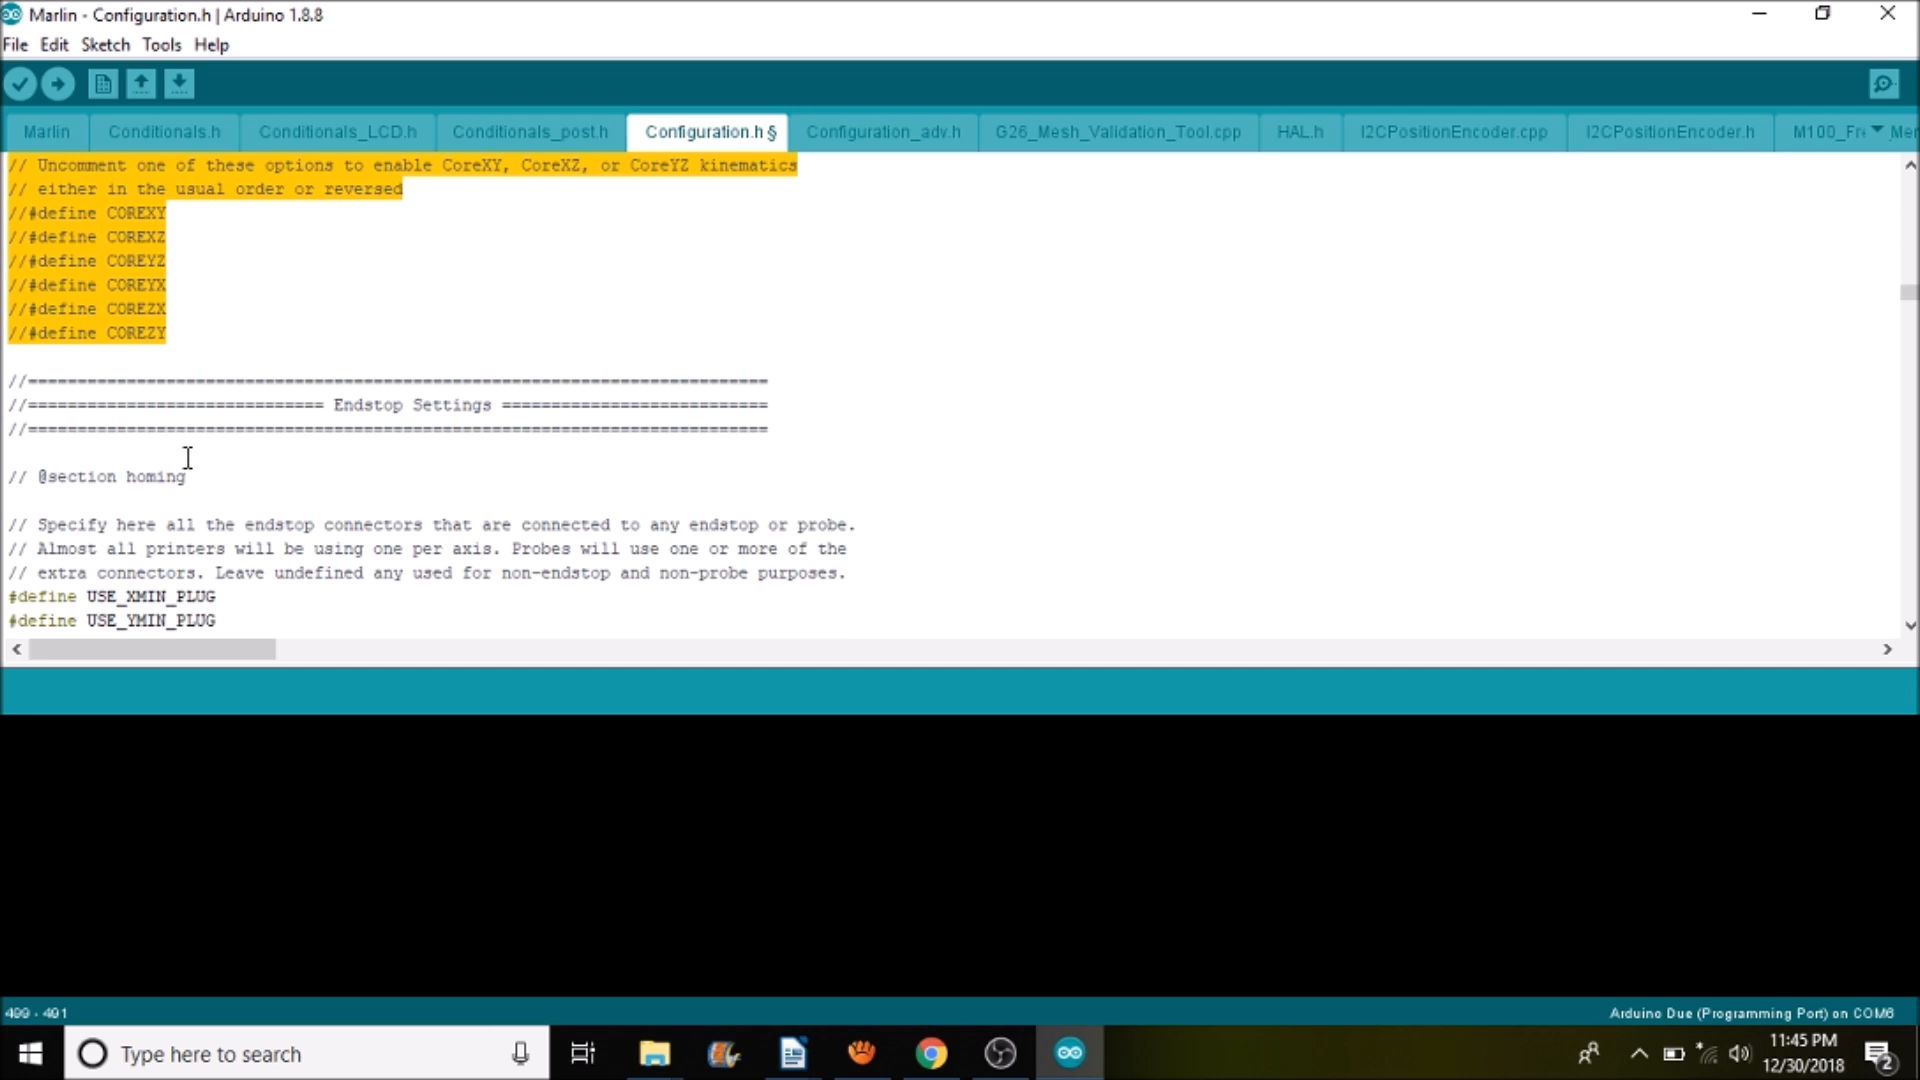 Marlin - Configuration.h | Arduino 1.8.8
File Edit Sketch Tools Help
Marlin Conditionals.h Conditionals_LCD.h Conditionals_post.h Configuration.h § Configuration_adv.h G26_Mesh_Validation_Tool.cpp HAL.h I2CPositionEncoder.cpp I2CPositionEncoder.h M100_Fre Mer
// Uncomment one of these options to enable CoreXY, CoreXZ, or CoreYZ kinematics
// either in the usual order or reversed
//#define COREXY
//#define COREXZ
//#define COREYZ
//#define COREYX
//#define COREZX
//#define COREZY
//===========================================================================
//============================== Endstop Settings ===========================
//===========================================================================
// @section homing
// Specify here all the endstop connectors that are connected to any endstop or probe.
// Almost all printers will be using one per axis. Probes will use one or more of the
// extra connectors. Leave undefined any used for non-endstop and non-probe purposes.
#define USE_XMIN_PLUG
#define USE_YMIN_PLUG
499 - 491
Arduino Due (Programming Port) on COM6
Type here to search
11:45 PM
12/30/2018
2